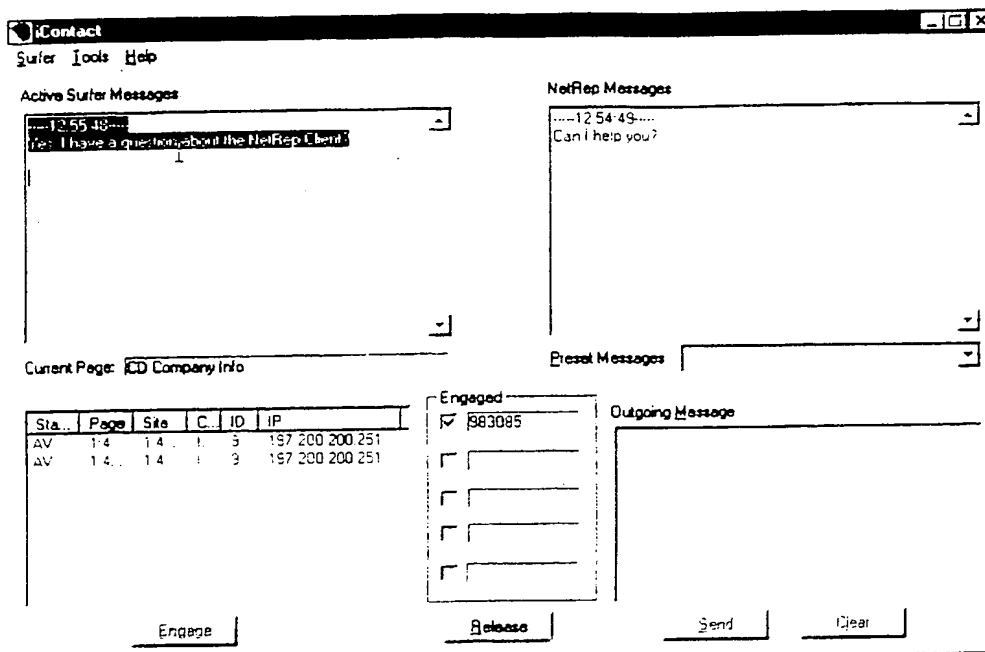 iContact
Surfer Tools Help
Active Surfer Messages
----12:55:48----
Yes. I have a question about the NetRep Client?
NetRep Messages
-----12:54:49-----
Can I help you?
Current Page: ICD Company Info
Preset Messages
Sta... Page Site C.. ID IP
AV 1:4 1:4.. 197.200.200.251
AV 1:4.. 1:4 197.200.200.251
Engaged
983085
Outgoing Message
Engage
Release
Send
Clear